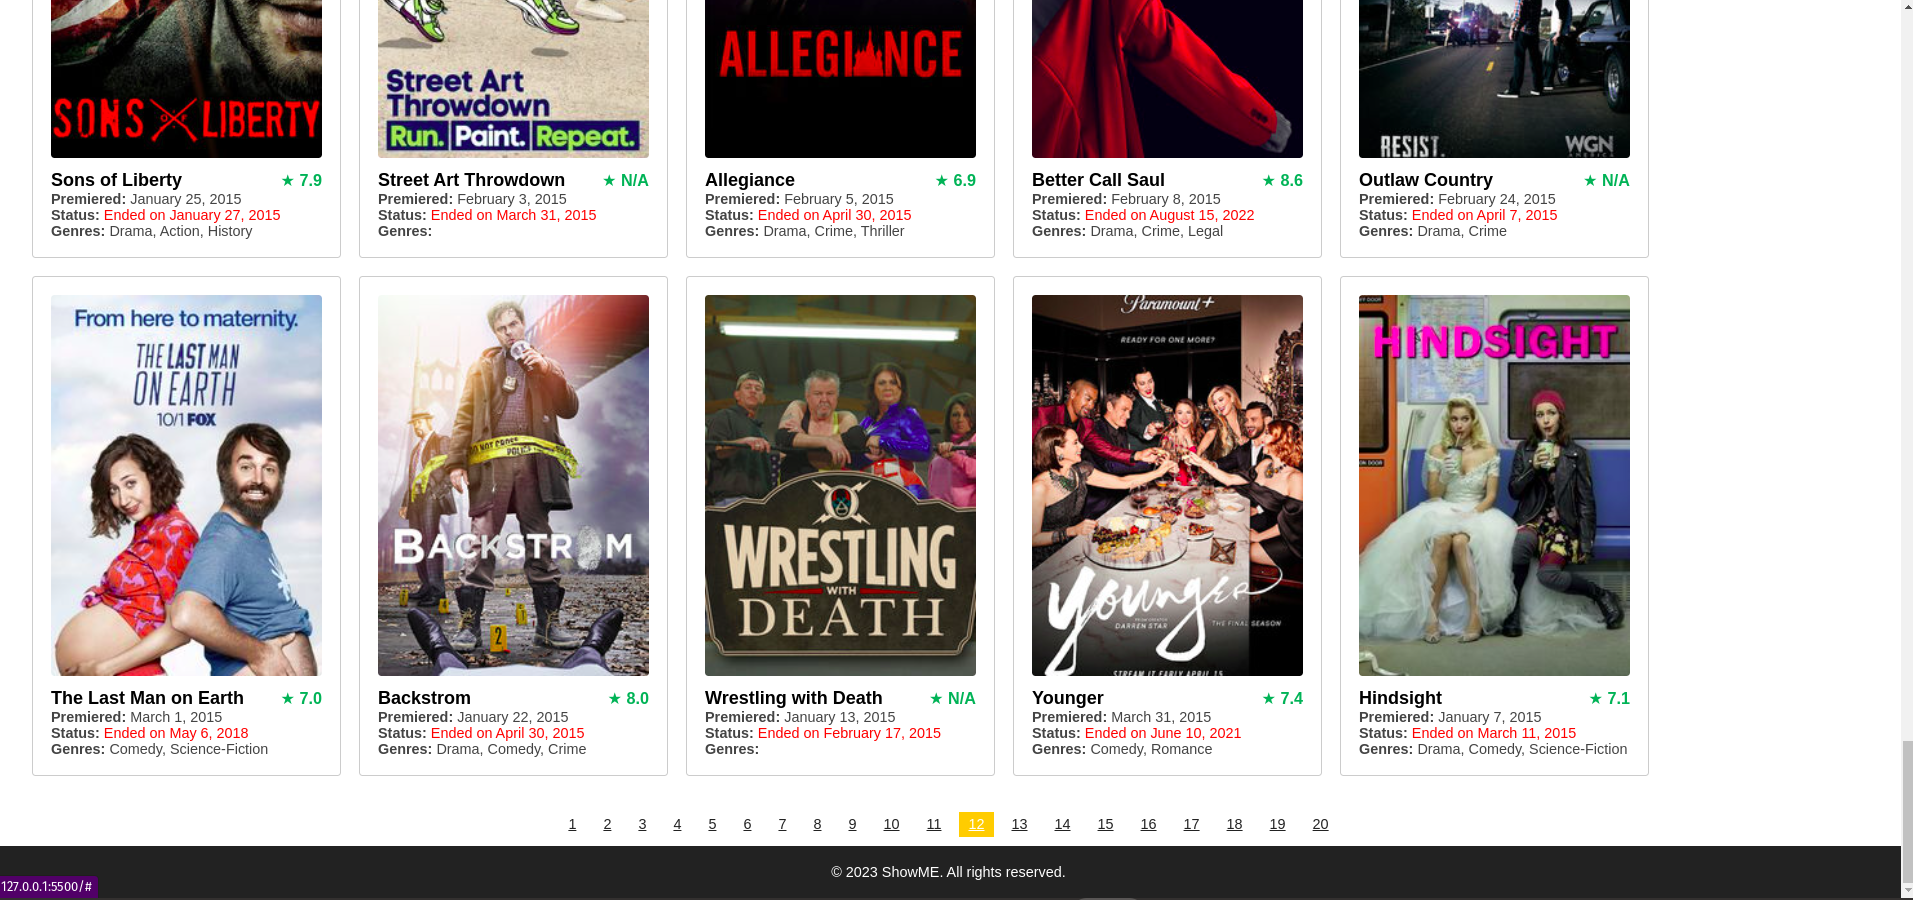 SONS OF LIBERTY
Street Art
Throwdown
Run. Paint. Repeat.
ALLEGIANCE
RESIST.
WGN
AMERICA
Sons of Liberty ★ 7.9
Premiered: January 25, 2015
Status: Ended on January 27, 2015
Genres: Drama, Action, History
Street Art Throwdown ★ N/A
Premiered: February 3, 2015
Status: Ended on March 31, 2015
Genres:
Allegiance ★ 6.9
Premiered: February 5, 2015
Status: Ended on April 30, 2015
Genres: Drama, Crime, Thriller
Better Call Saul ★ 8.6
Premiered: February 8, 2015
Status: Ended on August 15, 2022
Genres: Drama, Crime, Legal
Outlaw Country ★ N/A
Premiered: February 24, 2015
Status: Ended on April 7, 2015
Genres: Drama, Crime
From here to maternity.
THE LAST MAN
ON EARTH
10/1 FOX
The Last Man on Earth ★ 7.0
Premiered: March 1, 2015
Status: Ended on May 6, 2018
Genres: Comedy, Science-Fiction
BACKSTROM
2
Backstrom ★ 8.0
Premiered: January 22, 2015
Status: Ended on April 30, 2015
Genres: Drama, Comedy, Crime
WRESTLING
WITH
DEATH
Wrestling with Death ★ N/A
Premiered: January 13, 2015
Status: Ended on February 17, 2015
Genres:
Paramount+
READY FOR ONE MORE?
younger
FROM CREATOR
DARREN STAR
THE FINAL SEASON
STREAM IT EARLY APRIL 15
Younger ★ 7.4
Premiered: March 31, 2015
Status: Ended on June 10, 2021
Genres: Comedy, Romance
HINDSIGHT
Hindsight ★ 7.1
Premiered: January 7, 2015
Status: Ended on March 11, 2015
Genres: Drama, Comedy, Science-Fiction
1 2 3 4 5 6 7 8 9 10 11 12 13 14 15 16 17 18 19 20
© 2023 ShowME. All rights reserved.
127.0.0.1:5500/#